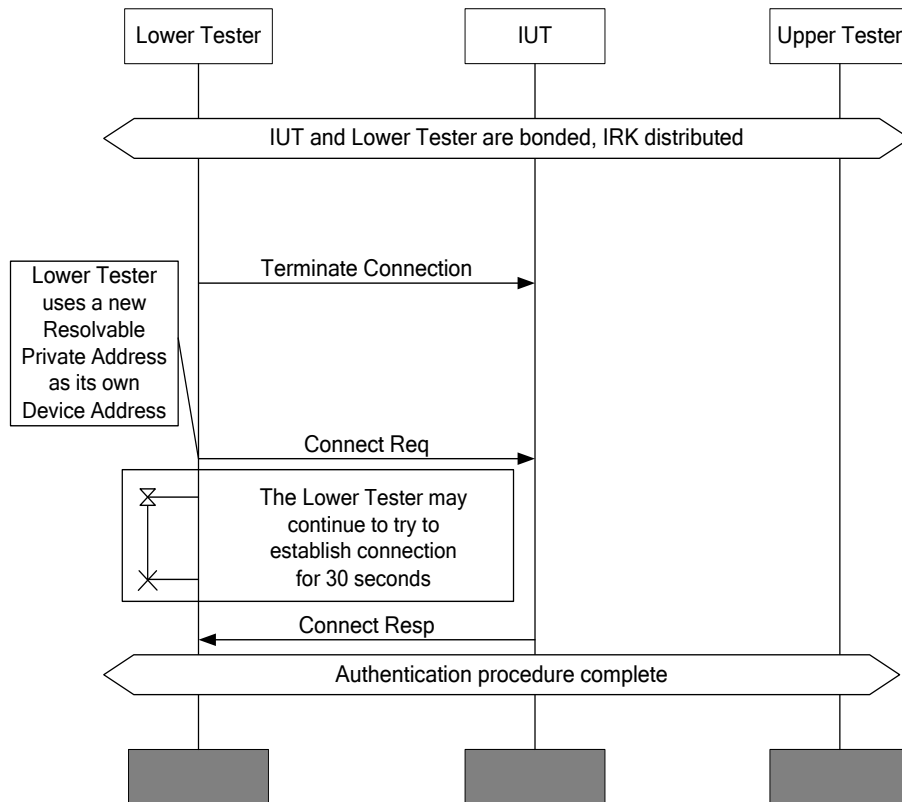 Lower Tester
IUT
Upper Tester
IUT and Lower Tester are bonded, IRK distributed
Terminate Connection
Lower Tester
uses a new
Resolvable
Private Address
as its own
Device Address
Connect Req
The Lower Tester may
continue to try to
establish connection
for 30 seconds
Connect Resp
Authentication procedure complete